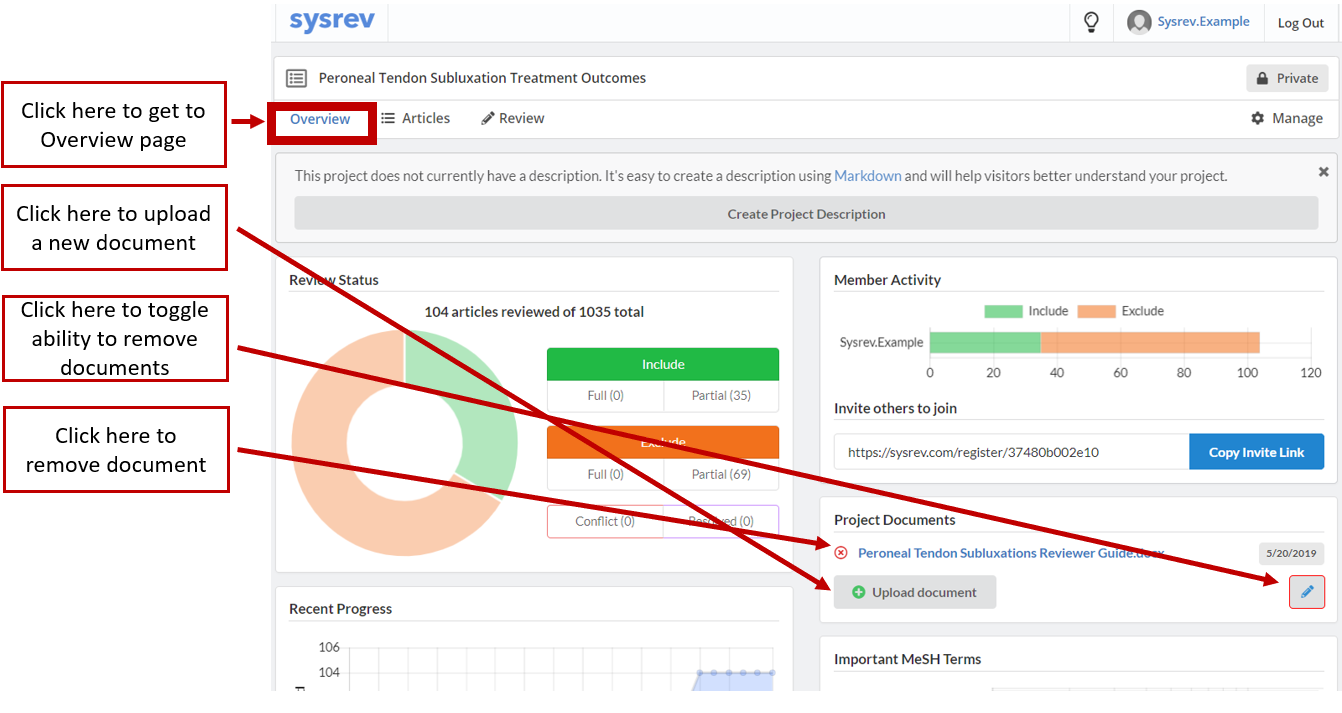 sysrev
Sysrev.Example
Log Out
Peroneal Tendon Subluxation Treatment Outcomes
Private
Click here to get to
Overview page
Overview
Articles
Review
Manage
This project does not currently have a description. It's easy to create a description using Markdown and will help visitors better understand your project.
Create Project Description
Click here to upload
a new document
Click here to toggle
ability to remove
documents
Click here to
remove document
Review Status
104 articles reviewed of 1035 total
Include
Full (0)
Partial (35)
Exclude
Full (0)
Partial (69)
Conflict (0)
Resolved (0)
Member Activity
Include
Exclude
Sysrev.Example
0 20 40 60 80 100 120
Invite others to join
https://sysrev.com/register/37480b002e10
Copy Invite Link
Project Documents
Peroneal Tendon Subluxations Reviewer Guide.docx
5/20/2019
Upload document
Recent Progress
106
104
Important MeSH Terms